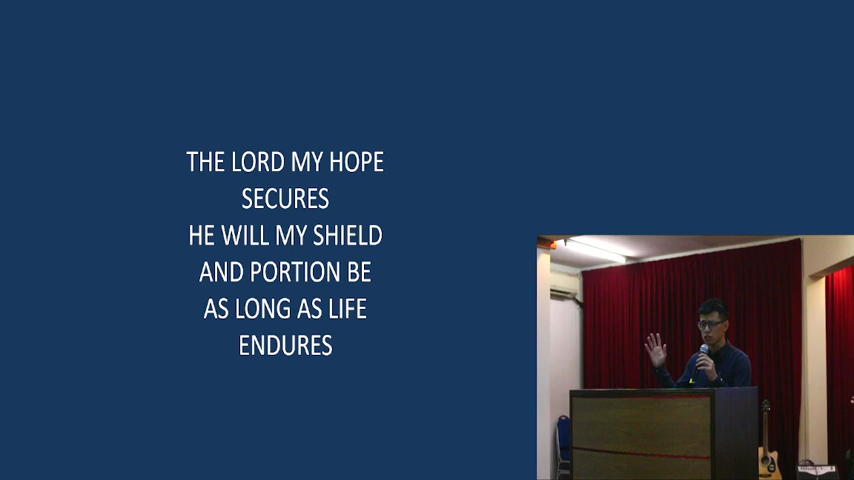 THE LORD MY HOPE
SECURES
HE WILL MY SHIELD
AND PORTION BE
AS LONG AS LIFE
ENDURES